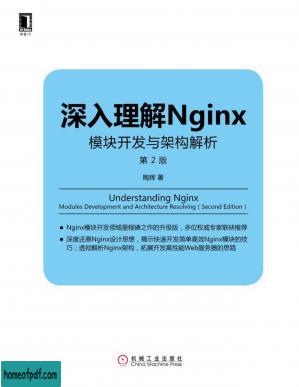 深入理解Nginx
模块开发与架构解析
第 2 版
陶辉 著
Understanding Nginx
Modules Development and Architecture Resolving (Second Edition)
Nginx模块开发领域里程碑之作的升级版，多位权威专家联袂推荐
深度还原Nginx设计思想，揭示快速开发简单高效Nginx模块的技
巧；透彻解析Nginx架构，拓展开发高性能Web服务器的思路
机械工业出版社
China Machine Press
homeofpdf.com
homeofpdf.com